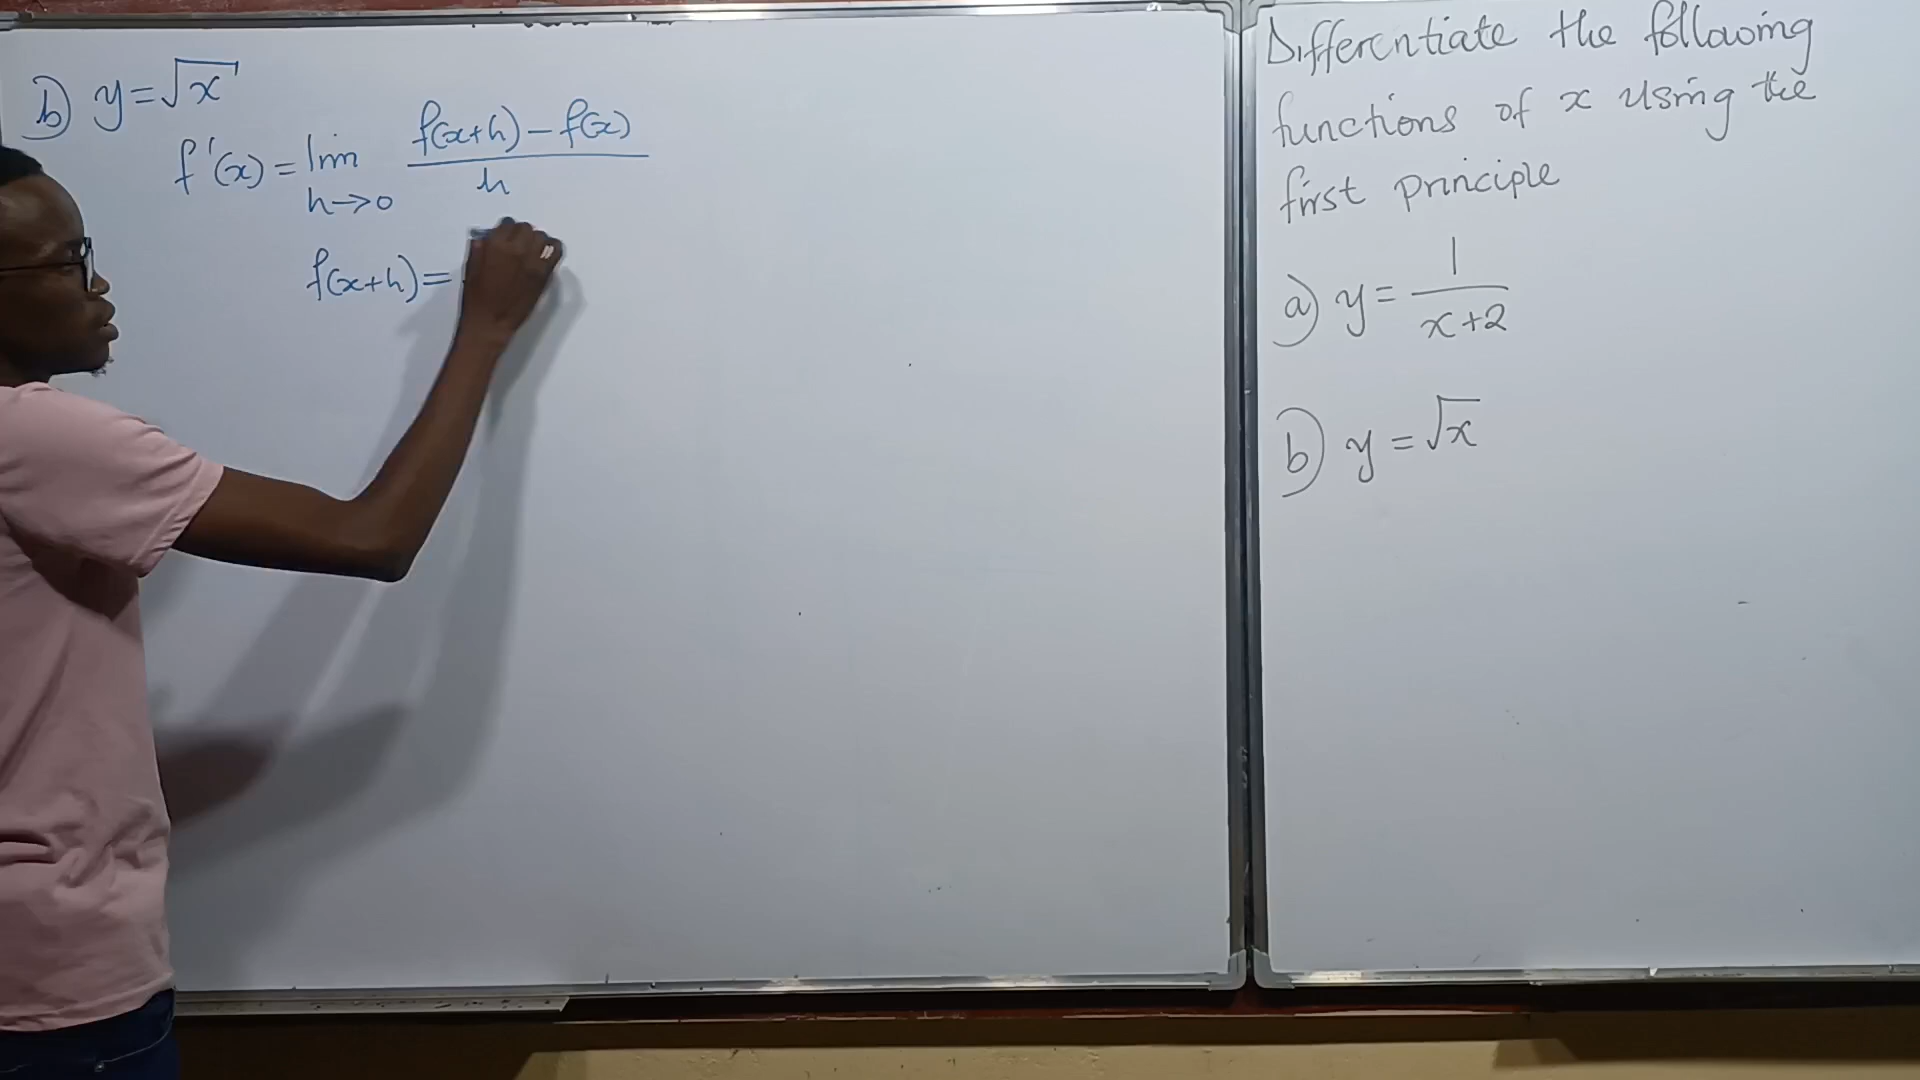 b) y = √x
f'(x) = lim f(x+h) - f(x)
h→0 h
f(x+h) =
Differentiate the following
functions of x using the
first principle
a) y = 1
x+2
b) y = √x